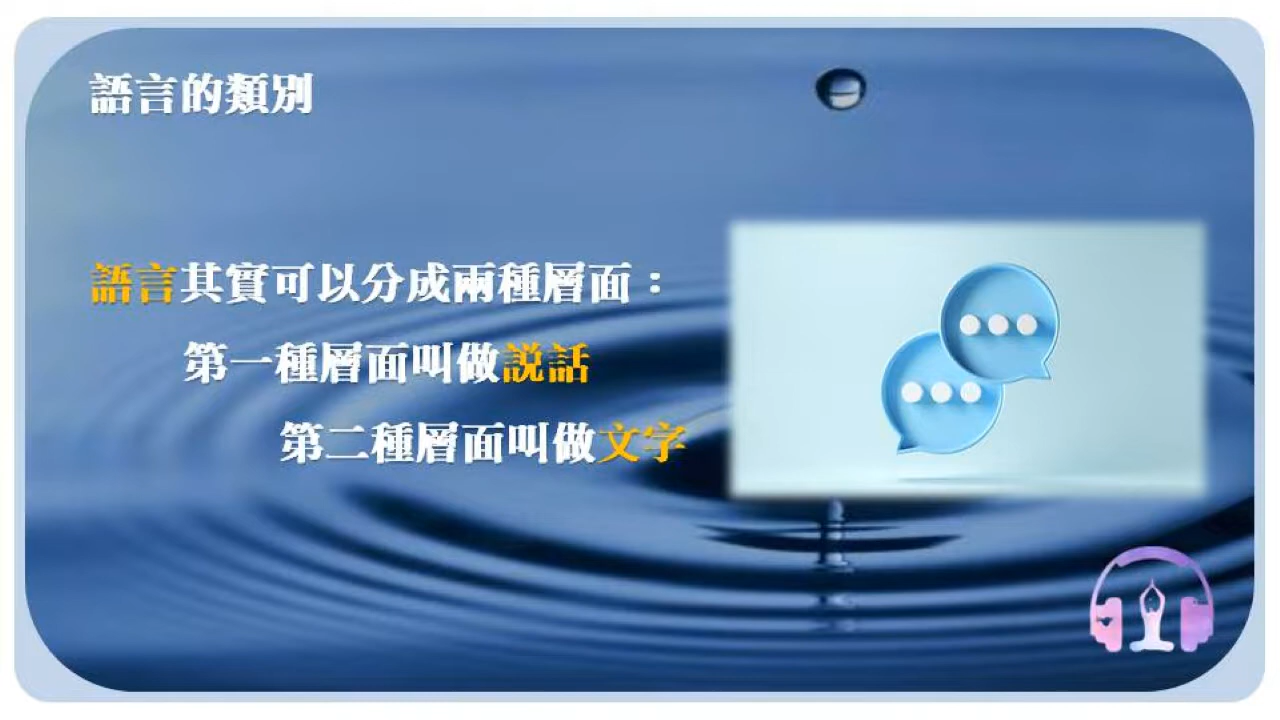 語言的類別
語言其實可以分成兩種層面：
第一種層面叫做說話
第二種層面叫做文字